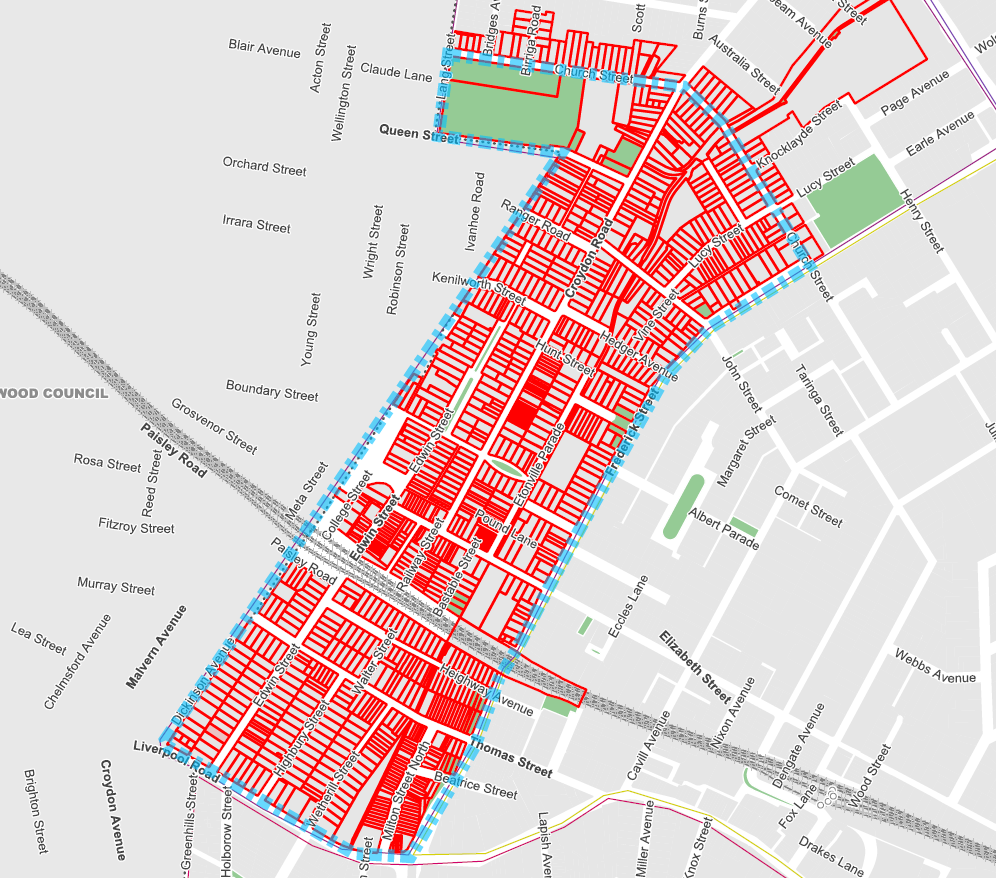 Scott
Burns S
Bridges Av
Birriga Road
beam Avenue
Street
Blair Avenue
Acton Street
Wellington Street
Claude Lane
Lang Street
Church Street
Australia Street
Page Avenue
Earle Avenue
Queen Street
Knocklayde Street
Orchard Street
Lucy Street
Ivanhoe Road
Henry Street
Irrara Street
Wright Street
Robinson Street
Ranger Road
Croydon Road
Lucy Street
Church Street
Kenilworth Street
Young Street
Vine Street
Hunt Street
Hedger Avenue
WOOD COUNCIL
Boundary Street
John Street
Taringa Street
Grosvenor Street
Paisley Road
Edwin Street
Frederick Street
Margaret Street
Rosa Street
Reed Street
Meta Street
College Street
Etonville Parade
Comet Street
Fitzroy Street
Edwin Street
Pound Lane
Albert Parade
Paisley Road
Railway Street
Bastable Street
Murray Street
Eccles Lane
Lea Street
Chelmsford Avenue
Malvern Avenue
Elizabeth Street
Webbs Avenue
Dickinson Avenue
Edwin Street
Walter Street
Heighway Avenue
Nixon Avenue
Highbury Street
Dengate Avenue
Cavill Avenue
Liverpool Road
Thomas Street
Wood Street
Wetherill Street
Milton Street North
Beatrice Street
Fox Lane
Brighton Street
Croydon Avenue
Greenhills Street
Holborow Street
Lapish Ave
Miller Avenue
Knox Street
Drakes Lane